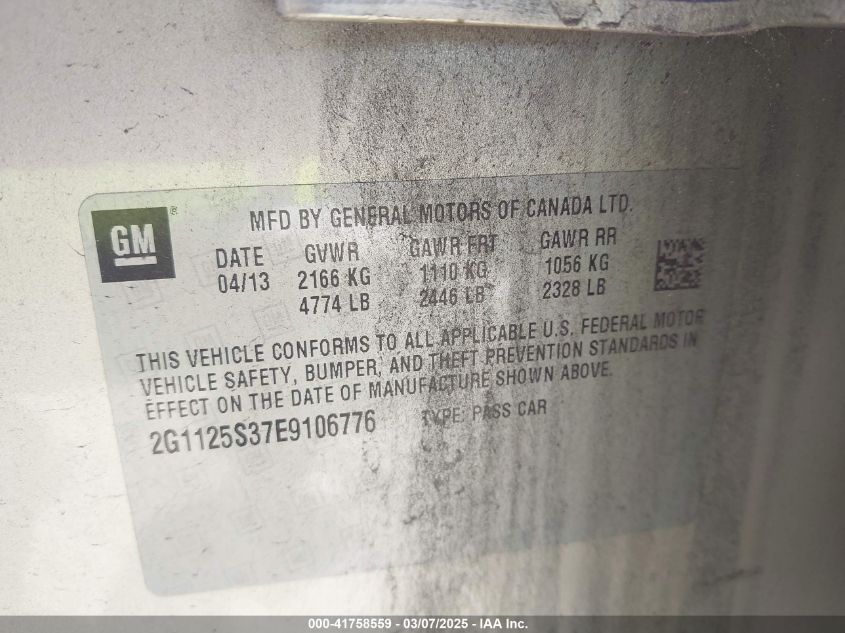 GM ®
MFD BY GENERAL MOTORS OF CANADA LTD.
DATE GVWR GAWR FRT GAWR RR
04/13 2166 KG 1110 KG 1056 KG
4774 LB 2446 LB 2328 LB
THIS VEHICLE CONFORMS TO ALL APPLICABLE U.S. FEDERAL MOTOR
VEHICLE SAFETY, BUMPER, AND THEFT PREVENTION STANDARDS IN
EFFECT ON THE DATE OF MANUFACTURE SHOWN ABOVE.
2G1125S37E9106776 TYPE: PASS CAR
000-41758559 — 03/07/2025 — IAA Inc.